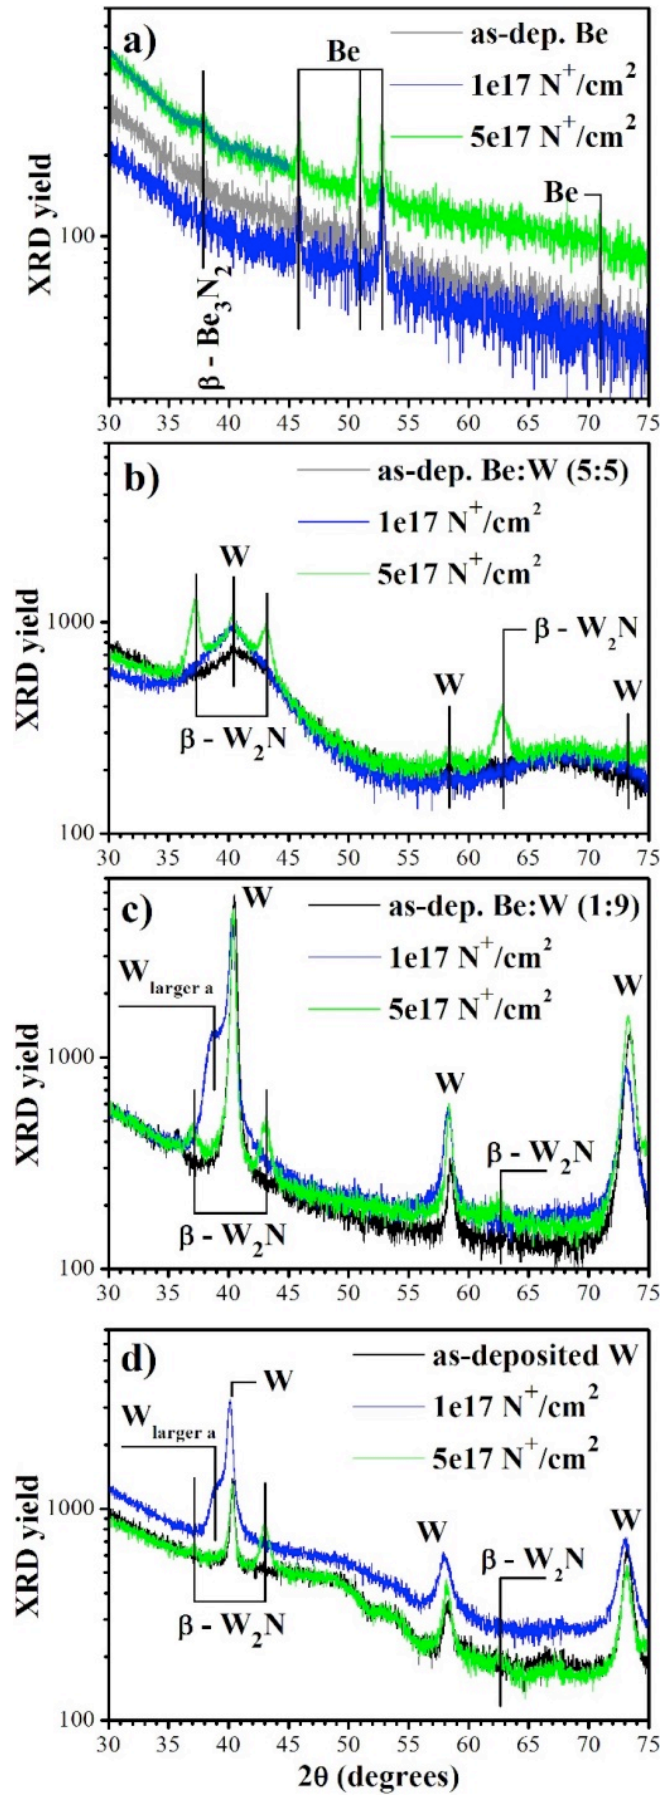 a)
Be
as-dep. Be
1e17 N⁺/cm²
5e17 N⁺/cm²
Be
β - Be₃N₂
XRD yield
100
30 35 40 45 50 55 60 65 70 75
b)
as-dep. Be:W (5:5)
1e17 N⁺/cm²
5e17 N⁺/cm²
W
β - W₂N
W
W
β - W₂N
XRD yield
1000
100
30 35 40 45 50 55 60 65 70 75
c)
W
as-dep. Be:W (1:9)
1e17 N⁺/cm²
5e17 N⁺/cm²
W larger a
W
W
β - W₂N
β - W₂N
XRD yield
1000
100
30 35 40 45 50 55 60 65 70 75
d)
W
as-deposited W
1e17 N⁺/cm²
5e17 N⁺/cm²
W larger a
W
W
β - W₂N
β - W₂N
XRD yield
1000
100
30 35 40 45 50 55 60 65 70 75
2θ (degrees)